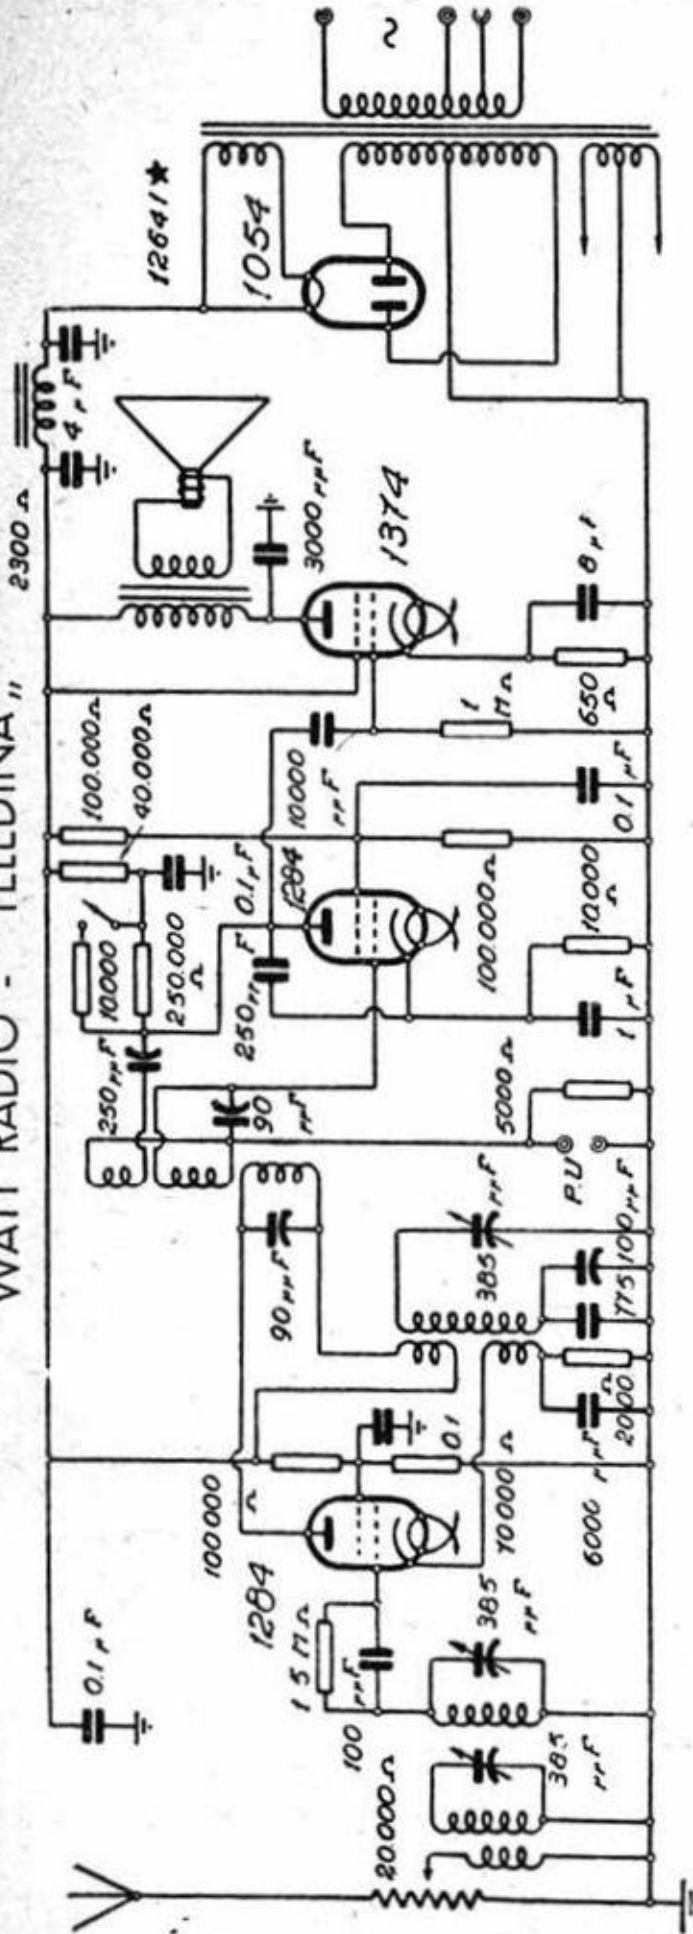 WATT RADIO - "TELEDINA"
0.1 µF
100000
Ω
1284
1 5 MΩ
100
µµF
20.000 Ω
385
µµF
385
µµF
90 µµF
0.1
70000 Ω
6000 µµF
2000
Ω
775
100 µµF
385
µµF
P.U
5000 Ω
250 µµF
90
µµF
10.000
250.000
Ω
250 µµF
0.1 µF
1284
100.000 Ω
40.000 Ω
10000
µµF
100.000 Ω
1 µF
10.000
Ω
0.1 µF
1
MΩ
650
Ω
8 µF
1374
3000 µµF
2300 Ω
4 µF
12641★
1054